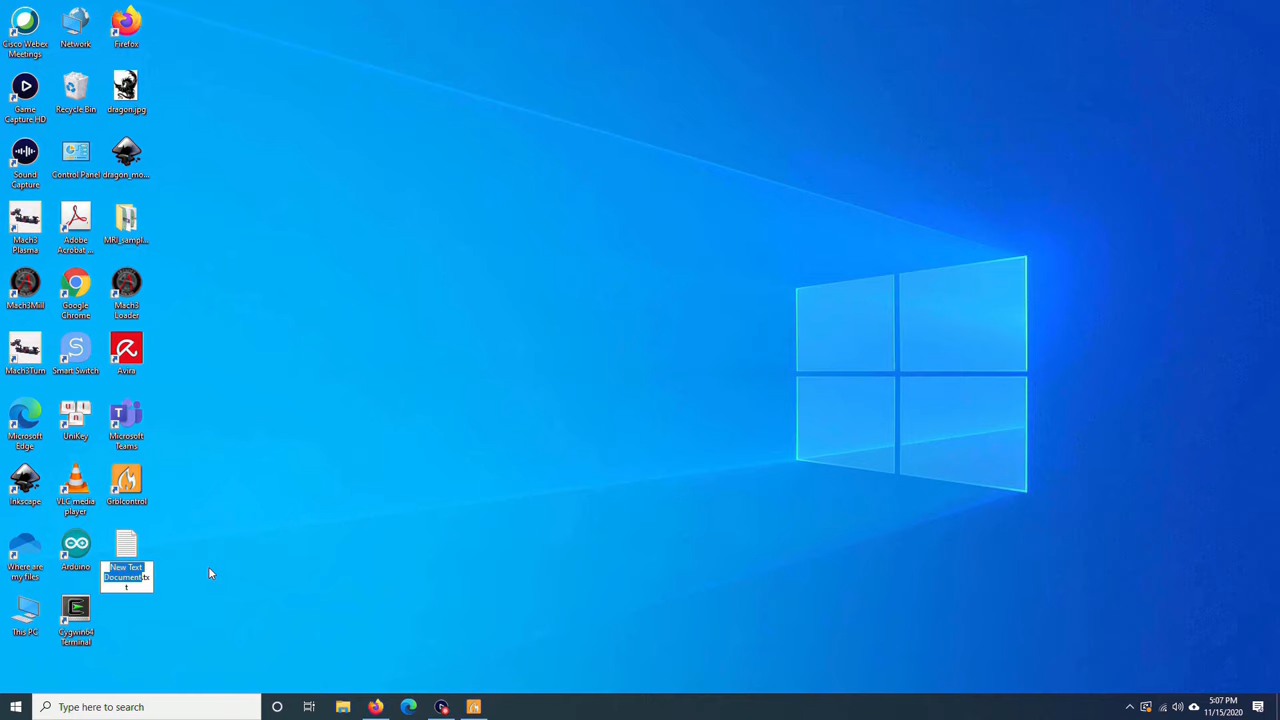 Cisco Webex
Meetings
Network
Firefox
Game
Capture HD
Recycle Bin
dragon.jpg
Sound
Capture
Control Panel
dragon_mo...
Mach3
Plasma
Adobe
Acrobat ...
MRI_sampl...
Mach3Mill
Google
Chrome
Mach3
Loader
Mach3Turn
Smart Switch
Avira
Microsoft
Edge
UniKey
Microsoft
Teams
Inkscape
VLC media
player
Grblcontrol
Where are
my files
Arduino
New Text
Document.tx
t
This PC
Cygwin64
Terminal
Type here to search
5:07 PM
11/15/2020